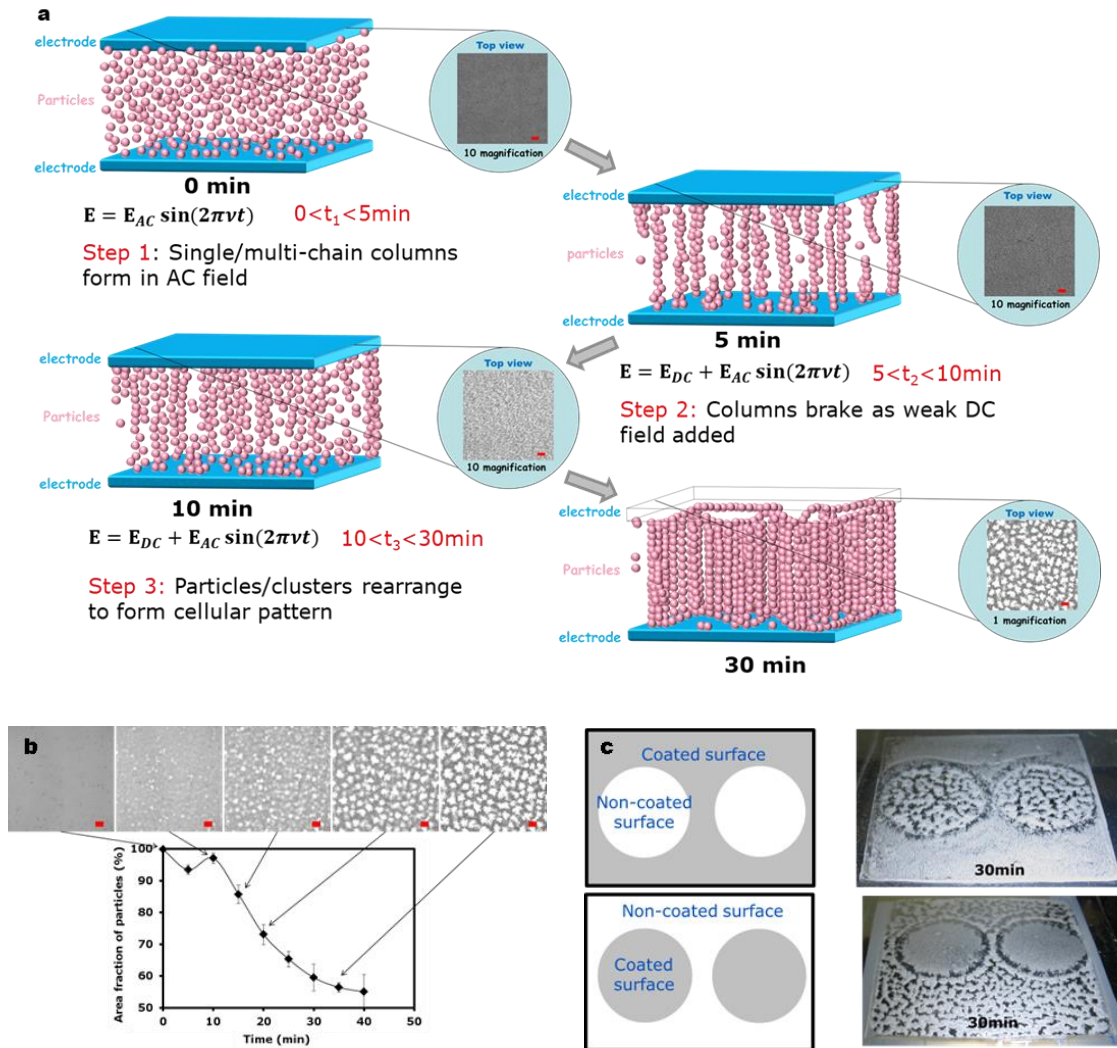 a
electrode
Particles
electrode
Top view
10 magnification
0 min
E = E_AC sin(2πνt) 0<t₁<5min
Step 1: Single/multi-chain columns
form in AC field
electrode
particles
electrode
Top view
10 magnification
5 min
E = E_DC + E_AC sin(2πνt) 5<t₂<10min
Step 2: Columns brake as weak DC
field added
electrode
Particles
electrode
Top view
10 magnification
10 min
E = E_DC + E_AC sin(2πνt) 10<t₃<30min
Step 3: Particles/clusters rearrange
to form cellular pattern
electrode
Particles
electrode
Top view
1 magnification
30 min
b
Area fraction of particles (%)
100
90
80
70
60
50
0 10 20 30 40 50
Time (min)
c
Coated surface
Non-coated
surface
30min
Non-coated surface
Coated
surface
30min